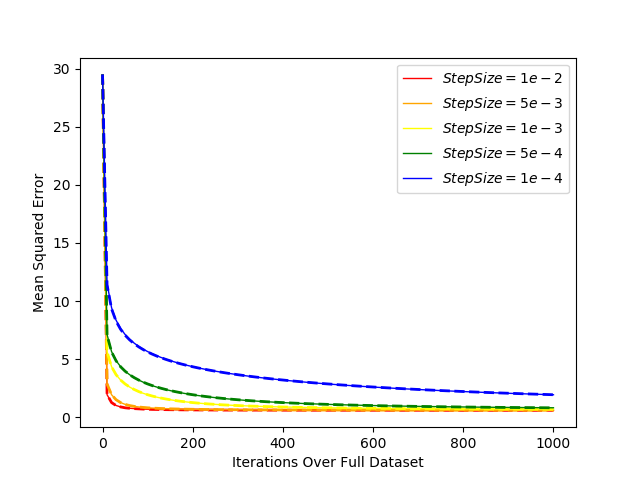 Mean Squared Error
30
25
20
15
10
5
0
StepSize = 1e − 2
StepSize = 5e − 3
StepSize = 1e − 3
StepSize = 5e − 4
StepSize = 1e − 4
0 200 400 600 800 1000
Iterations Over Full Dataset